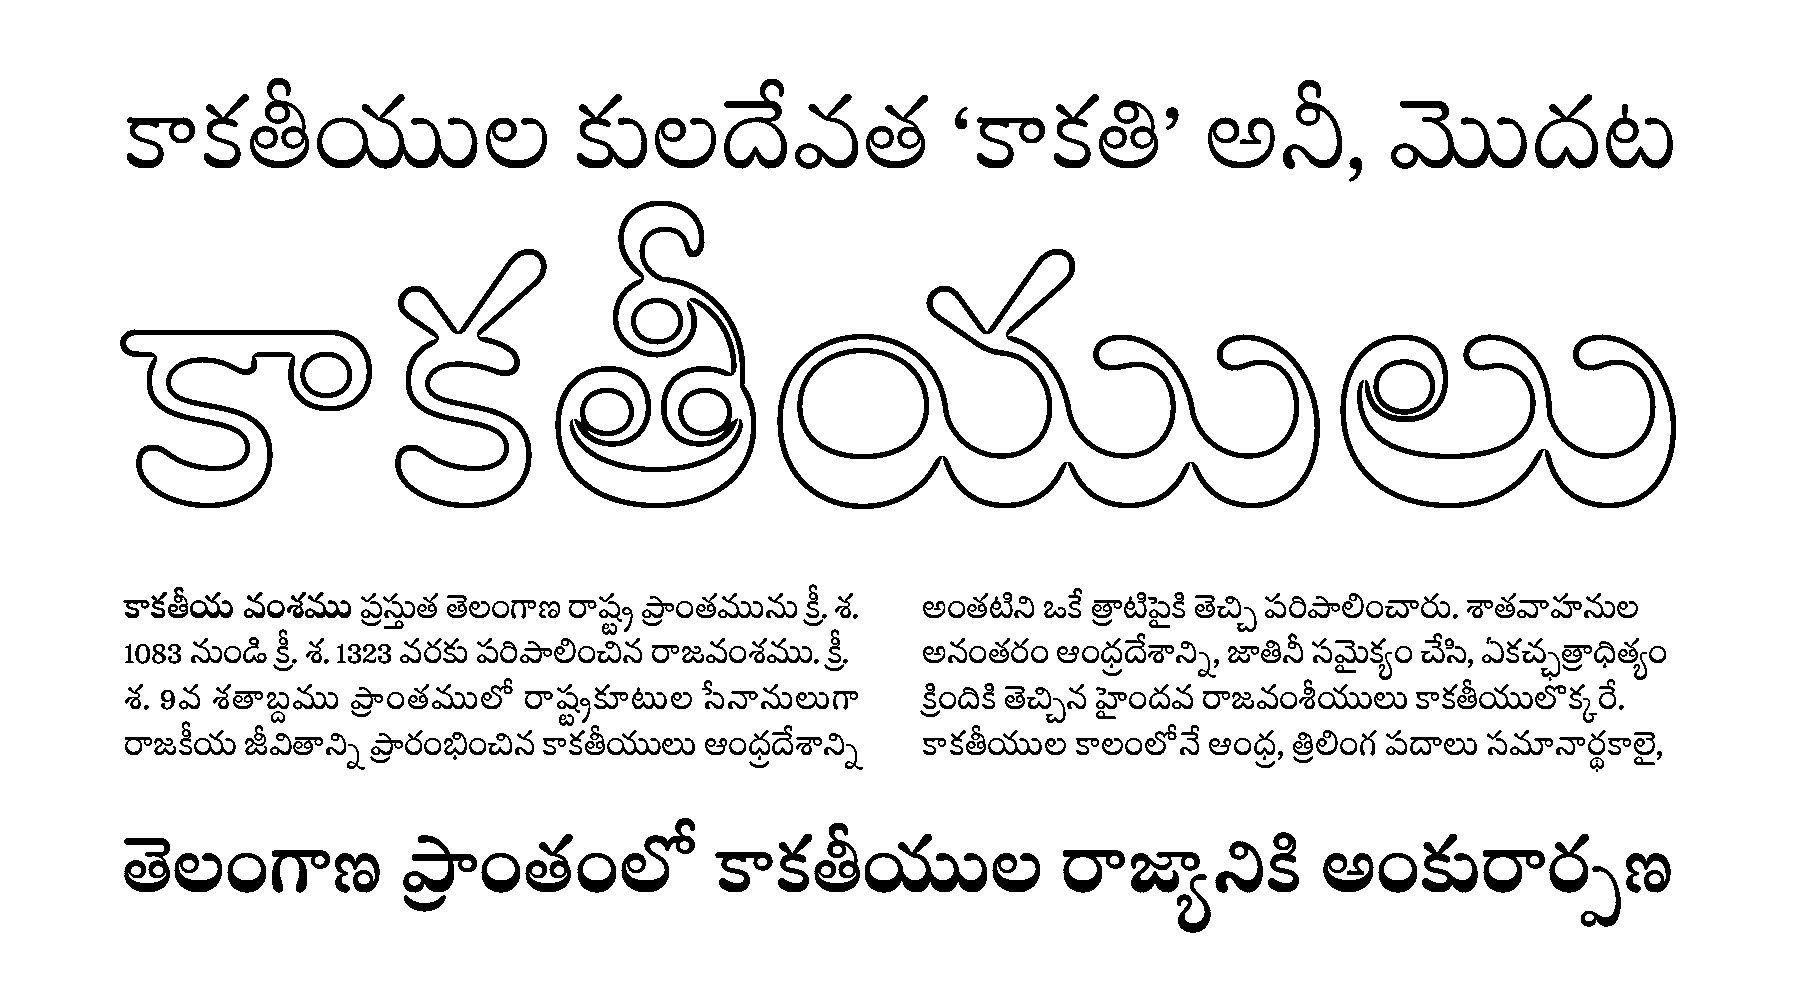 కాకతీయుల కులదేవత ‘కాకతి’ అనీ, మొదట
కాకతీయులు
కాకతీయ వంశము ప్రస్తుత తెలంగాణ రాష్ట్ర ప్రాంతమును క్రీ. శ.
1083 నుండి క్రీ. శ. 1323 వరకు పరిపాలించిన రాజవంశము. క్రీ.
శ. 9వ శతాబ్దము ప్రాంతములో రాష్ట్రకూటుల సేనానులుగా
రాజకీయ జీవితాన్ని ప్రారంభించిన కాకతీయులు ఆంధ్రదేశాన్ని
అంతటిని ఒకే త్రాటిపైకి తెచ్చి పరిపాలించారు. శాతవాహనుల
అనంతరం ఆంధ్రదేశాన్ని, జాతినీ సమైక్యం చేసి, ఏకచ్ఛత్రాధిత్యం
క్రిందికి తెచ్చిన హైందవ రాజవంశీయులు కాకతీయులొక్కరే.
కాకతీయుల కాలంలోనే ఆంధ్ర, త్రిలింగ పదాలు సమానార్థకాలై,
తెలంగాణ ప్రాంతంలో కాకతీయుల రాజ్యానికి అంకురార్పణ